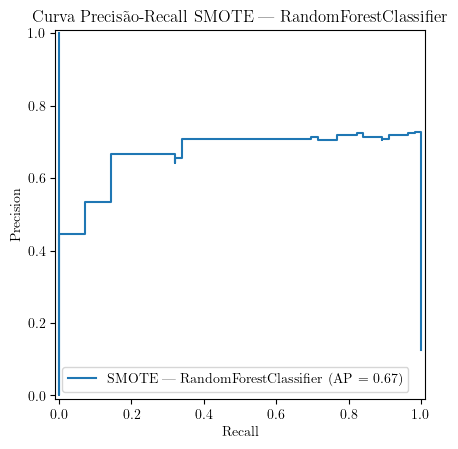 Curva Precisão-Recall SMOTE — RandomForestClassifier
1.0
0.8
0.6
0.4
0.2
0.0
Precision
SMOTE — RandomForestClassifier (AP = 0.67)
0.0 0.2 0.4 0.6 0.8 1.0
Recall